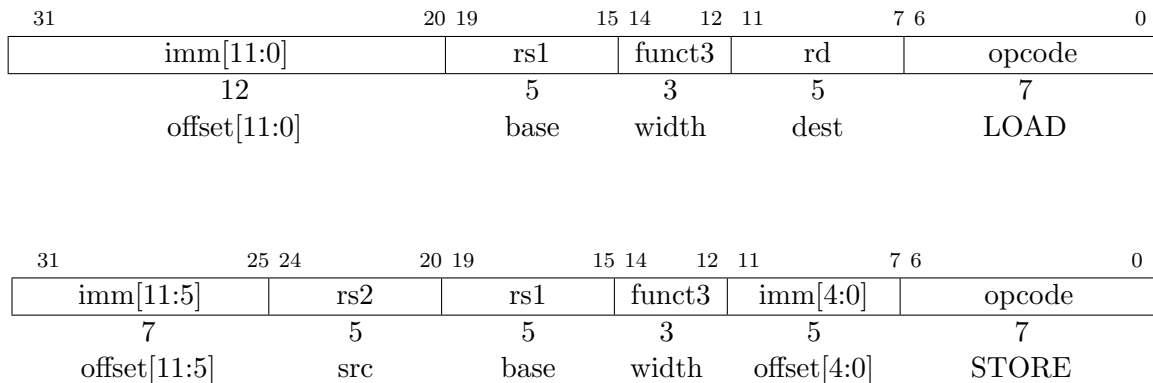 31 20 19 15 14 12 11 7 6 0
imm[11:0] rs1 funct3 rd opcode
12 5 3 5 7
offset[11:0] base width dest LOAD
31 25 24 20 19 15 14 12 11 7 6 0
imm[11:5] rs2 rs1 funct3 imm[4:0] opcode
7 5 5 3 5 7
offset[11:5] src base width offset[4:0] STORE